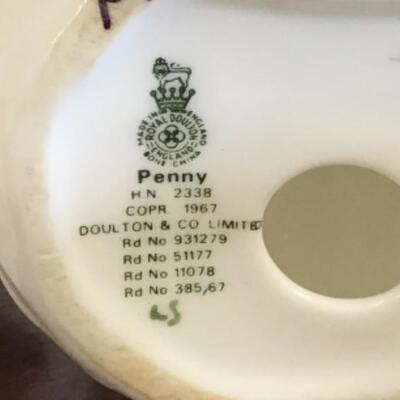 MADE IN ENGLAND
ROYAL DOULTON
ENGLAND
BONE CHINA
Penny
H.N. 2338
COPR. 1967
DOULTON & CO LIMITED
Rd No 931279
Rd No 51177
Rd No 11078
Rd No 385,67